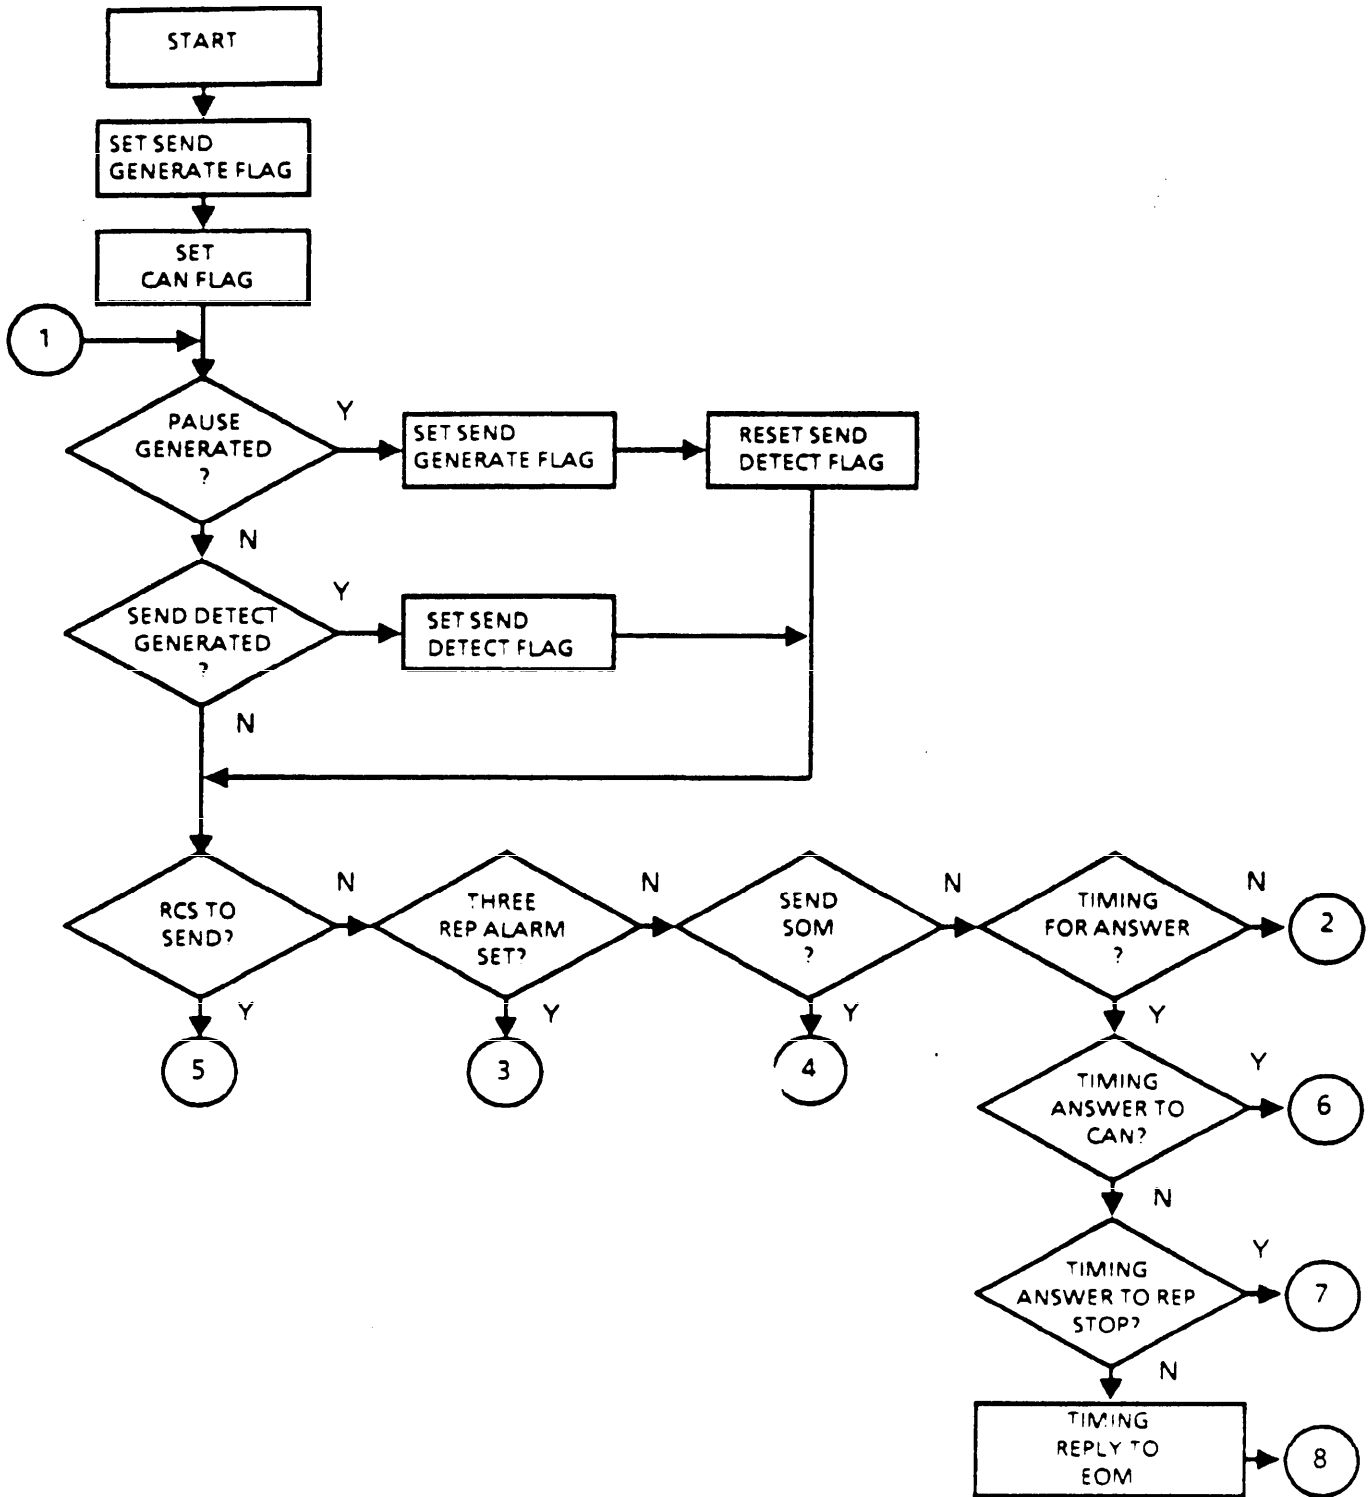 START
SET SEND
GENERATE FLAG
SET
CAN FLAG
1
PAUSE
GENERATED
?
Y
SET SEND
GENERATE FLAG
RESET SEND
DETECT FLAG
N
SEND DETECT
GENERATED
?
Y
SET SEND
DETECT FLAG
N
RCS TO
SEND?
N
THREE
REP ALARM
SET?
N
SEND
SOM
?
N
TIMING
FOR ANSWER
?
N
2
Y
5
Y
3
Y
4
Y
TIMING
ANSWER TO
CAN?
Y
6
N
TIMING
ANSWER TO REP
STOP?
Y
7
N
TIMING
REPLY TO
EOM
8